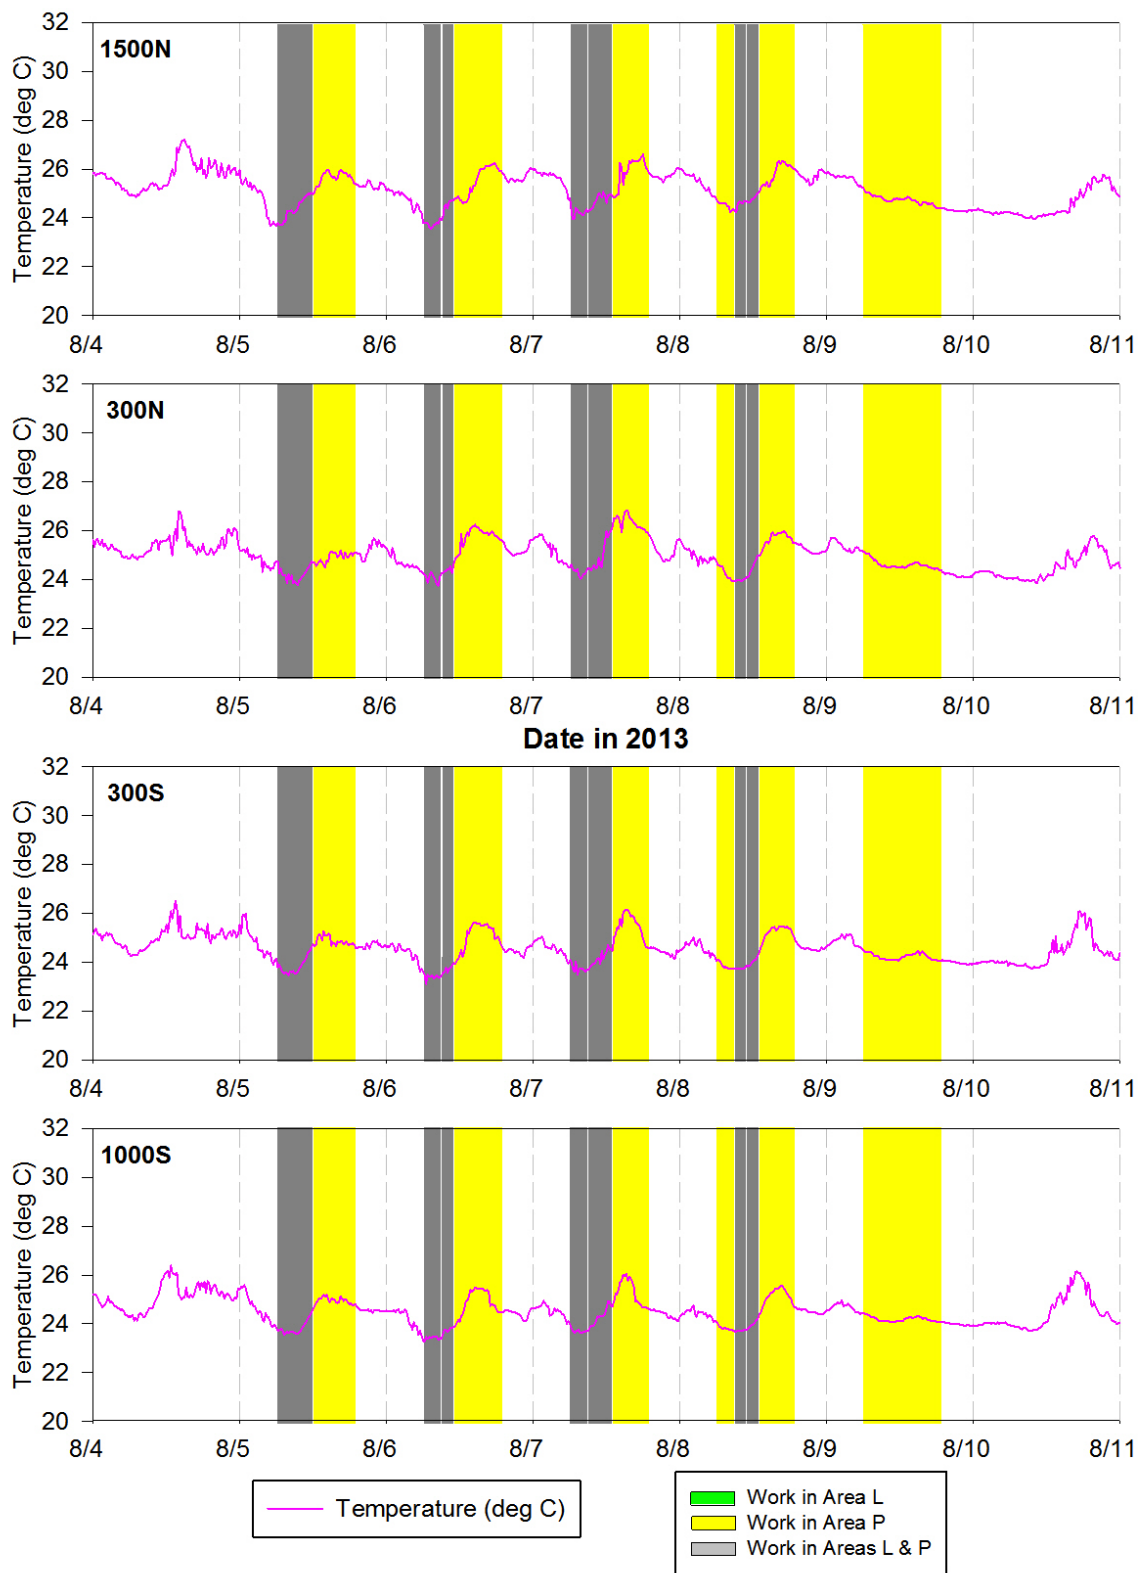 32
1500N
30
28
26
24
22
20
Temperature (deg C)
8/4 8/5 8/6 8/7 8/8 8/9 8/10 8/11
32
300N
30
28
26
24
22
20
Temperature (deg C)
8/4 8/5 8/6 8/7 8/8 8/9 8/10 8/11
Date in 2013
32
300S
30
28
26
24
22
20
Temperature (deg C)
8/4 8/5 8/6 8/7 8/8 8/9 8/10 8/11
32
1000S
30
28
26
24
22
20
Temperature (deg C)
8/4 8/5 8/6 8/7 8/8 8/9 8/10 8/11
Temperature (deg C)
Work in Area L
Work in Area P
Work in Areas L & P